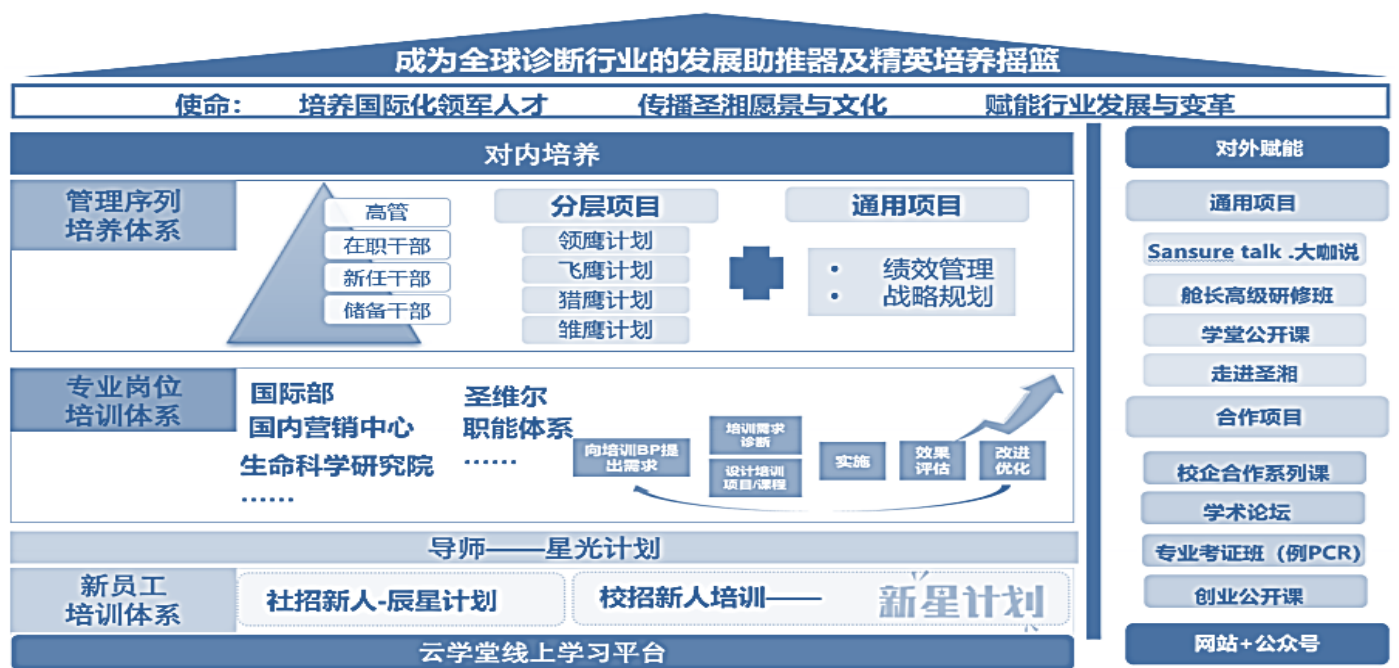 成为全球诊断行业的发展助推器及精英培养摇篮
使命： 培养国际化领军人才 传播圣湘愿景与文化 赋能行业发展与变革
对内培养
管理序列
培养体系
高管
在职干部
新任干部
储备干部
分层项目
领鹰计划
飞鹰计划
猎鹰计划
雏鹰计划
通用项目
• 绩效管理
• 战略规划
专业岗位
培训体系
国际部
国内营销中心
生命科学研究院
······
圣维尔
职能体系
······
向培训BP提
出需求
培训需求
诊断
设计培训
项目/课程
实施
效果
评估
改进
优化
导师——星光计划
新员工
培训体系
社招新人-辰星计划
校招新人培训——
新星计划
云学堂线上学习平台
对外赋能
通用项目
Sansure talk .大咖说
舱长高级研修班
学堂公开课
走进圣湘
合作项目
校企合作系列课
学术论坛
专业考证班（例PCR)
创业公开课
网站+公众号